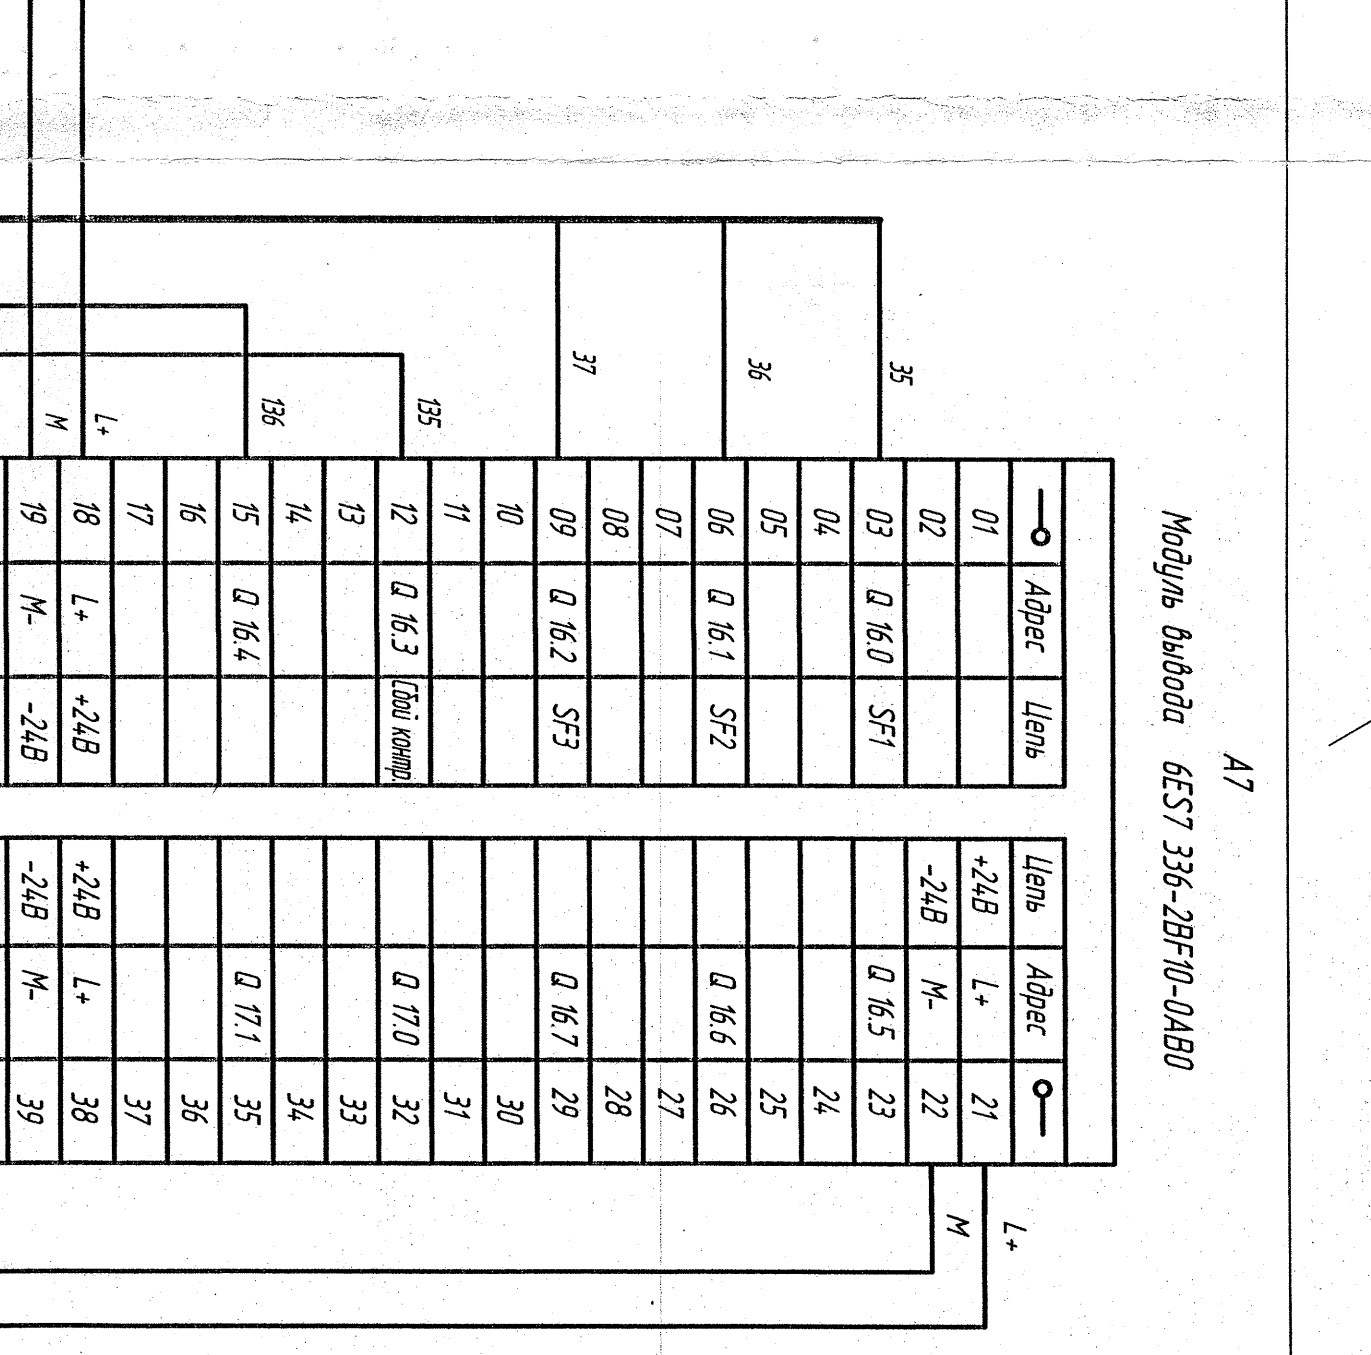 A7
Модуль вывода 6ES7 336-2BF10-0AB0
Адрес Цепь Цепь Адрес
L+
01 +24В L+ 21
M
02 -24В M- 22
35
03 Q 16.0 SF1 Q 16.5 23
04 24
05 25
36
06 Q 16.1 SF2 Q 16.6 26
07 27
08 28
37
09 Q 16.2 SF3 Q 16.7 29
10 30
11 31
135
12 Q 16.3 Сбой контр. Q 17.0 32
13 33
14 34
136
15 Q 16.4 Q 17.1 35
16 36
17 37
L+
18 L+ +24В +24В L+ 38
M
19 M- -24В -24В M- 39